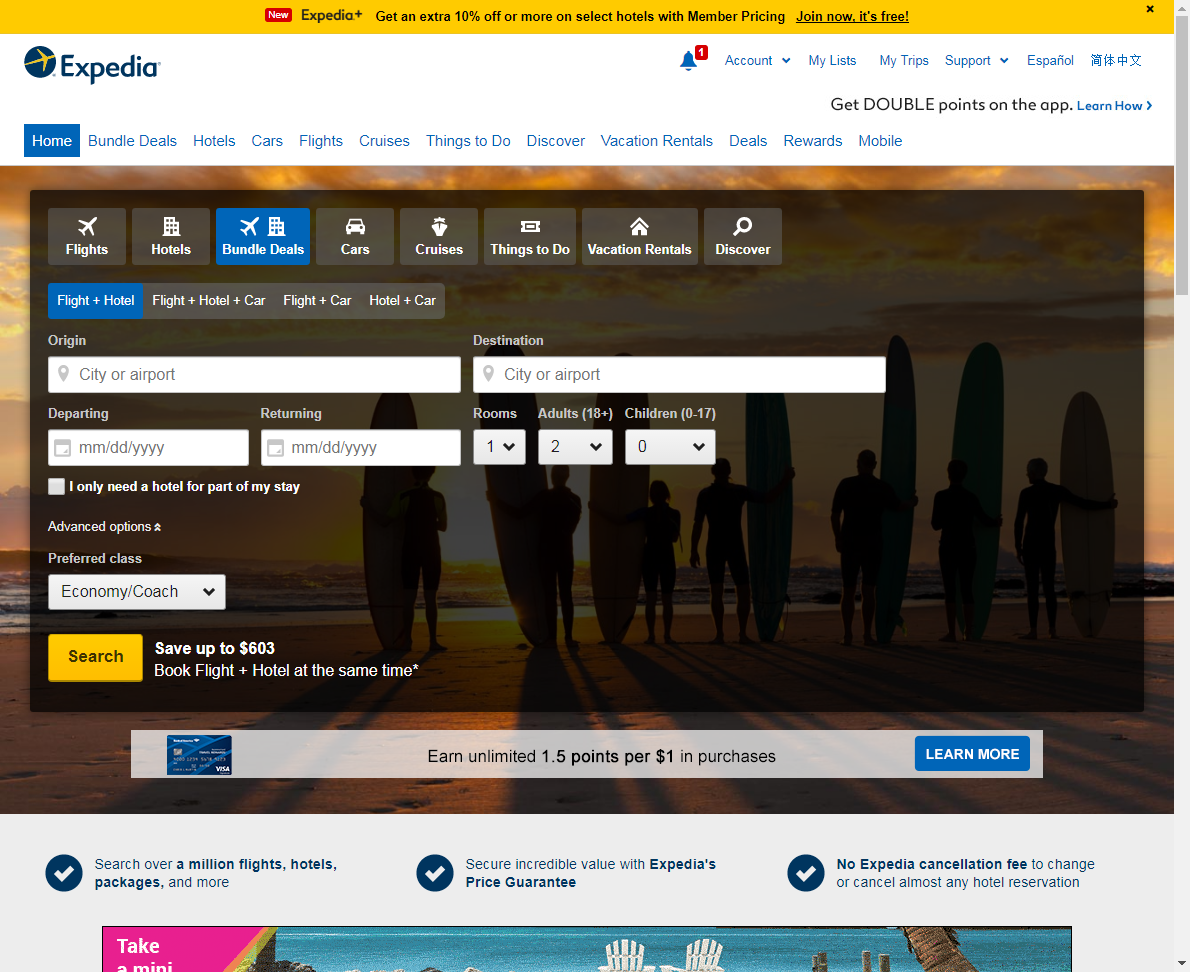 New Expedia+ Get an extra 10% off or more on select hotels with Member Pricing Join now, it's free!
Expedia
1 Account My Lists My Trips Support Español 简体中文
Get DOUBLE points on the app. Learn How
Home Bundle Deals Hotels Cars Flights Cruises Things to Do Discover Vacation Rentals Deals Rewards Mobile
Flights Hotels Bundle Deals Cars Cruises Things to Do Vacation Rentals Discover
Flight + Hotel Flight + Hotel + Car Flight + Car Hotel + Car
Origin Destination
City or airport City or airport
Departing Returning Rooms Adults (18+) Children (0-17)
mm/dd/yyyy mm/dd/yyyy 1 2 0
I only need a hotel for part of my stay
Advanced options
Preferred class
Economy/Coach
Search
Save up to $603
Book Flight + Hotel at the same time*
VISA
Earn unlimited 1.5 points per $1 in purchases
LEARN MORE
Search over a million flights, hotels,
packages, and more
Secure incredible value with Expedia's
Price Guarantee
No Expedia cancellation fee to change
or cancel almost any hotel reservation
Take
a mini